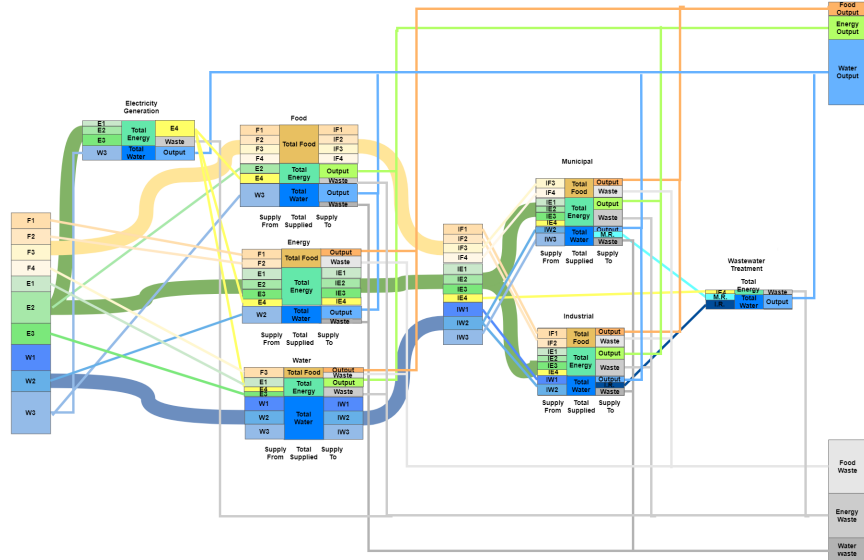 Food
Output
Energy
Output
Water
Output
Electricity
Generation
E1
E2
E3
W3
Total
Energy
Total
Water
E4
Waste
Output
Food
F1
F2
F3
F4
E2
E4
W3
Total Food
Total
Energy
Total
Water
IF1
IF2
IF3
IF4
Output
Waste
Output
Waste
Supply
From
Total
Supplied
Supply
To
F1
F2
F3
F4
E1
E2
E3
W1
W2
W3
Energy
F1
F2
E1
E2
E3
E4
W2
Total Food
Total
Energy
Total
Water
Output
Waste
IE1
IE2
IE3
IE4
Output
Waste
Supply
From
Total
Supplied
Supply
To
Water
F3
E1
E4
E3
W1
W2
W3
Total Food
Total
Energy
Total
Water
Output
Waste
Output
Waste
IW1
IW2
IW3
Supply
From
Total
Supplied
Supply
To
IF1
IF2
IF3
IF4
IE1
IE2
IE3
IE4
IW1
IW2
IW3
Municipal
IF3
IF4
IE1
IE2
IE3
IE4
IW2
IW3
Total
Food
Total
Energy
Total
Water
Output
Waste
Output
Waste
Output
M.R.
Waste
Supply
From
Total
Supplied
Supply
To
Industrial
IF1
IF2
IE1
IE2
IE3
IE4
IW1
IW2
Total
Food
Total
Energy
Total
Water
Output
Waste
Output
Waste
Output
I.R.
Waste
Supply
From
Total
Supplied
Supply
To
Wastewater
Treatment
IE4
M.R.
I.R.
Total
Energy
Total
Water
Waste
Output
Food
Waste
Energy
Waste
Water
Waste